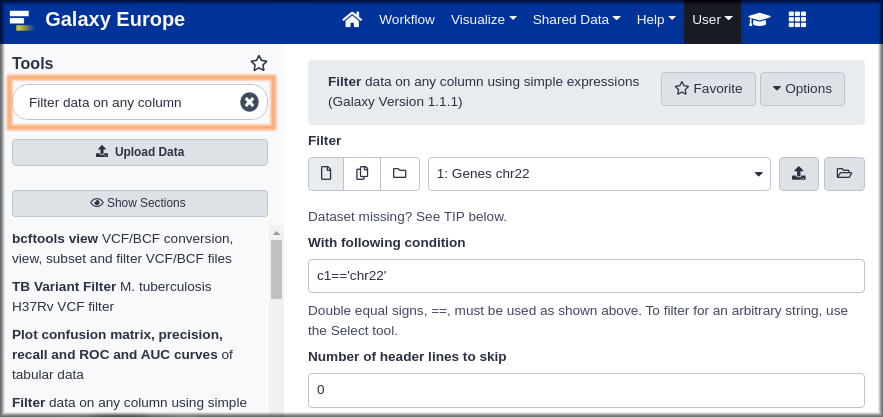 Galaxy Europe
Workflow Visualize Shared Data Help User
Tools
Filter data on any column
Upload Data
Show Sections
bcftools view VCF/BCF conversion,
view, subset and filter VCF/BCF files
TB Variant Filter M. tuberculosis
H37Rv VCF filter
Plot confusion matrix, precision,
recall and ROC and AUC curves of
tabular data
Filter data on any column using simple
Filter data on any column using simple expressions
(Galaxy Version 1.1.1)
Favorite
Options
Filter
1: Genes chr22
Dataset missing? See TIP below.
With following condition
c1=='chr22'
Double equal signs, ==, must be used as shown above. To filter for an arbitrary string, use
the Select tool.
Number of header lines to skip
0